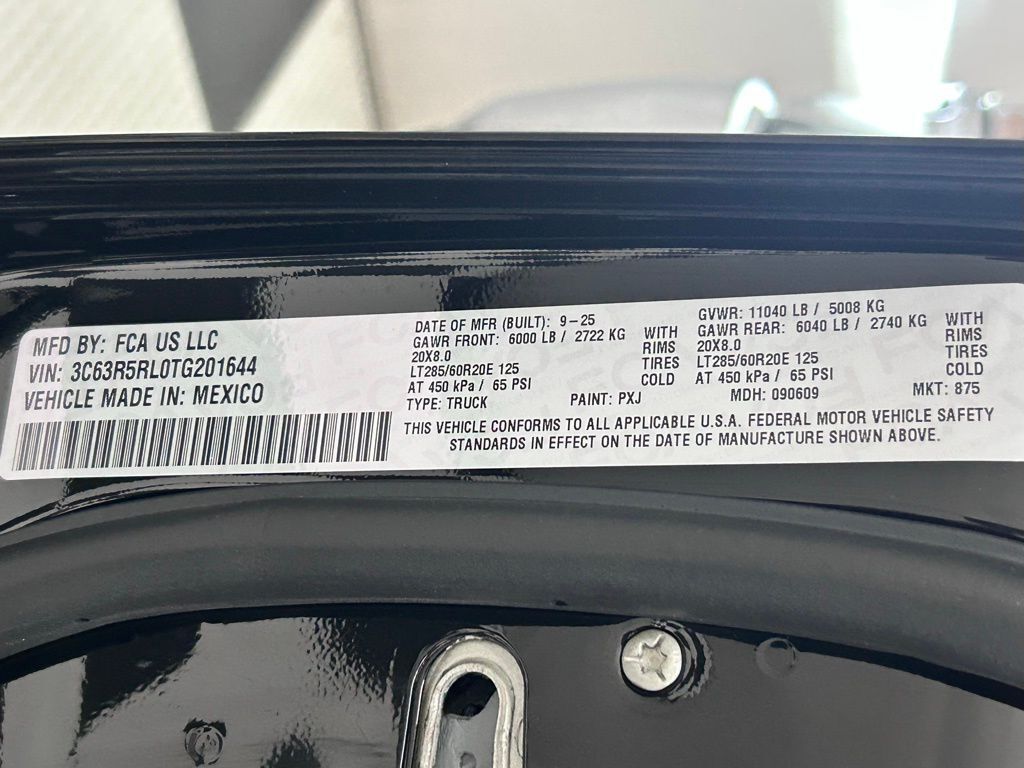 MFD BY: FCA US LLC
VIN: 3C63R5RL0TG201644
VEHICLE MADE IN: MEXICO
DATE OF MFR (BUILT): 9-25
GAWR FRONT: 6000 LB / 2722 KG
20X8.0
LT285/60R20E 125
AT 450 kPa / 65 PSI
WITH
RIMS
TIRES
COLD
GVWR: 11040 LB / 5008 KG
GAWR REAR: 6040 LB / 2740 KG
20X8.0
LT285/60R20E 125
AT 450 kPa / 65 PSI
WITH
RIMS
TIRES
COLD
TYPE: TRUCK PAINT: PXJ MDH: 090609 MKT: 875
THIS VEHICLE CONFORMS TO ALL APPLICABLE U.S.A. FEDERAL MOTOR VEHICLE SAFETY
STANDARDS IN EFFECT ON THE DATE OF MANUFACTURE SHOWN ABOVE.